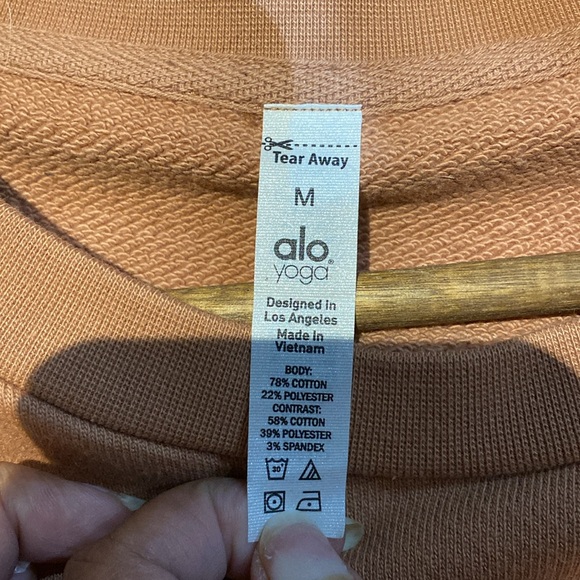 Tear Away
M
alo
yoga
Designed in
Los Angeles
Made in
Vietnam
BODY:
78% COTTON
22% POLYESTER
CONTRAST:
58% COTTON
39% POLYESTER
3% SPANDEX
30°